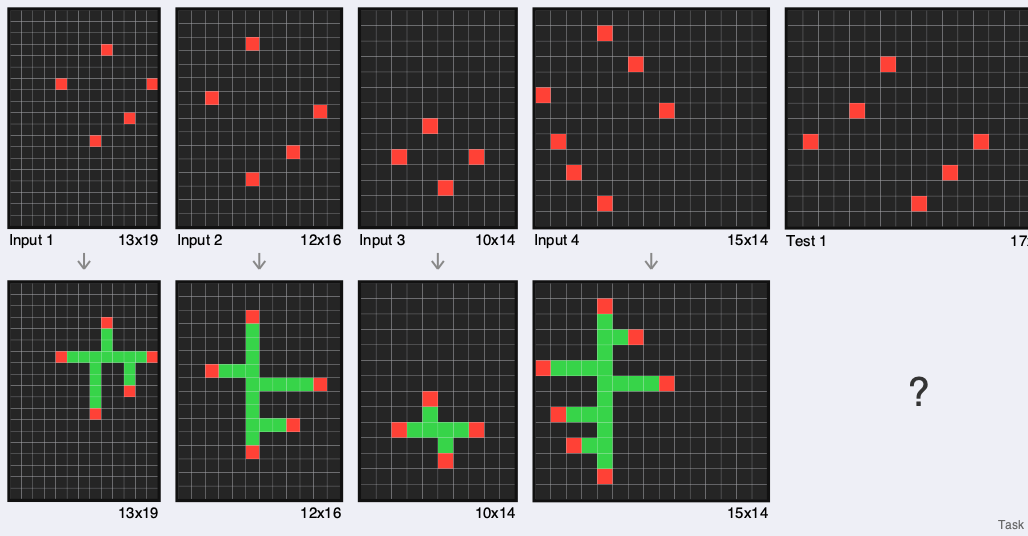 Input 1 13x19
Input 2 12x16
Input 3 10x14
Input 4 15x14
Test 1 17
13x19
12x16
10x14
15x14
?
Task